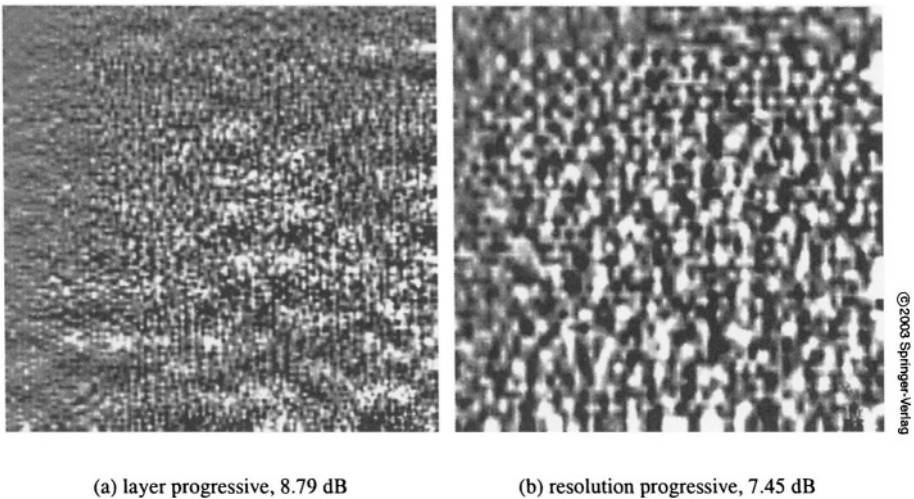 ©2003 Springer-Verlag
(a) layer progressive, 8.79 dB
(b) resolution progressive, 7.45 dB